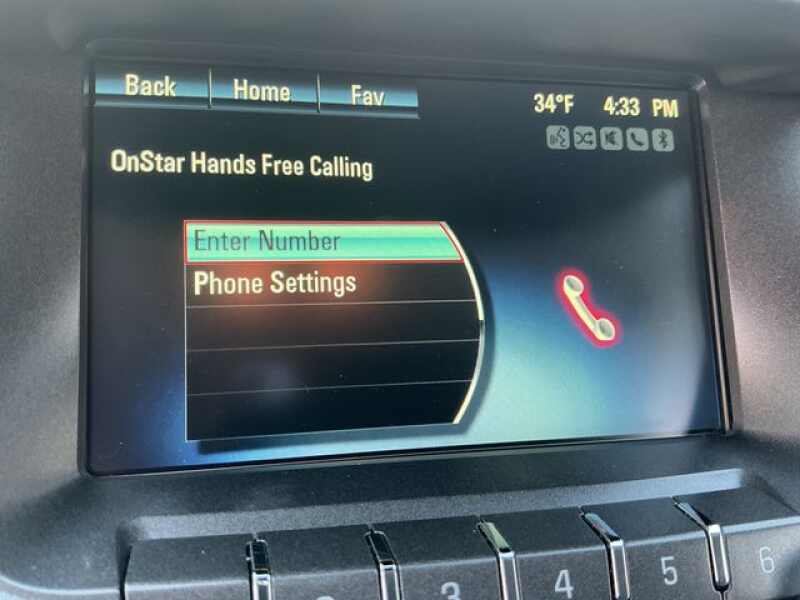 Back Home Fav
34°F 4:33 PM
OnStar Hands Free Calling
Enter Number
Phone Settings
3 4 5 6